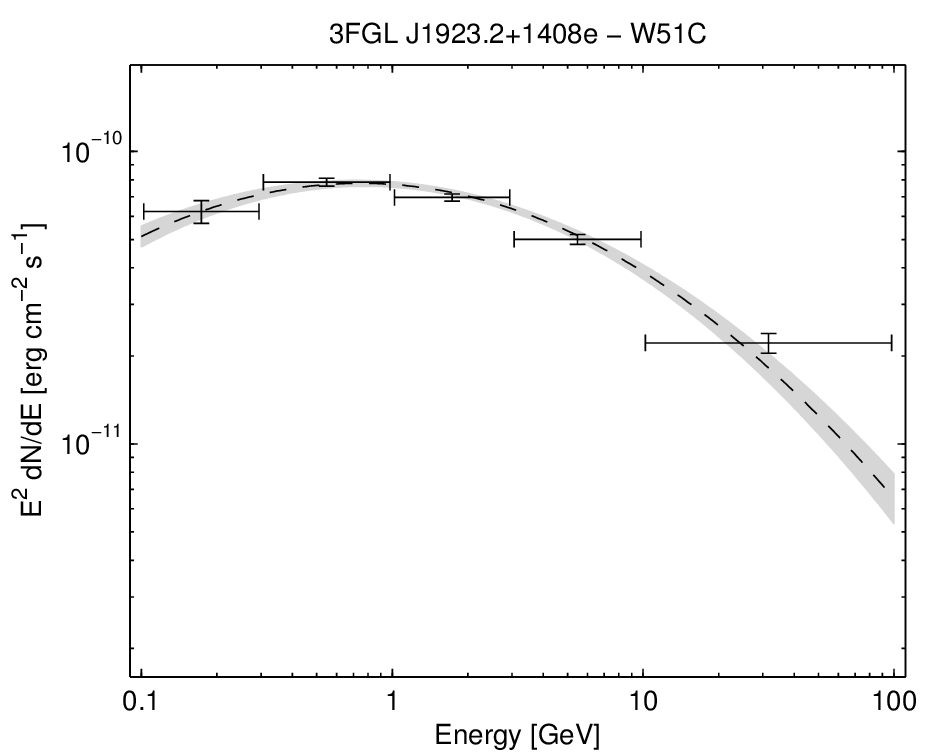 3FGL J1923.2+1408e − W51C
10⁻¹⁰
10⁻¹¹
E² dN/dE [erg cm⁻² s⁻¹]
0.1 1 10 100
Energy [GeV]